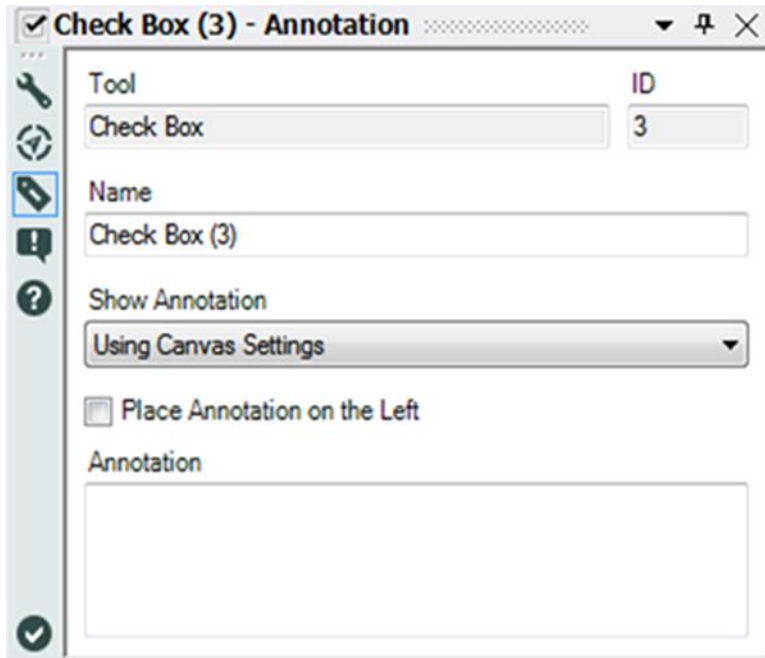 Check Box (3) - Annotation
Tool ID
Check Box 3
Name
Check Box (3)
Show Annotation
Using Canvas Settings
Place Annotation on the Left
Annotation